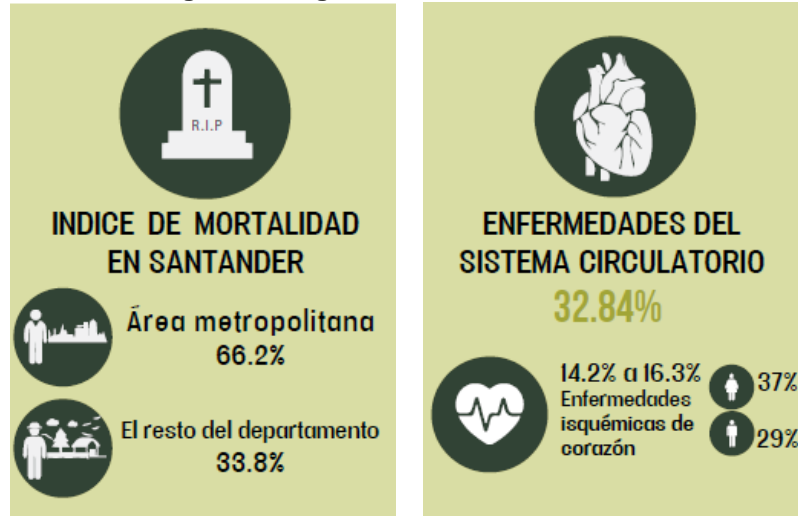 R.I.P
INDICE DE MORTALIDAD
EN SANTANDER
Área metropolitana
66.2%
El resto del departamento
33.8%
ENFERMEDADES DEL
SISTEMA CIRCULATORIO
32.84%
14.2% a 16.3%
Enfermedades
isquémicas de
corazón
37%
29%